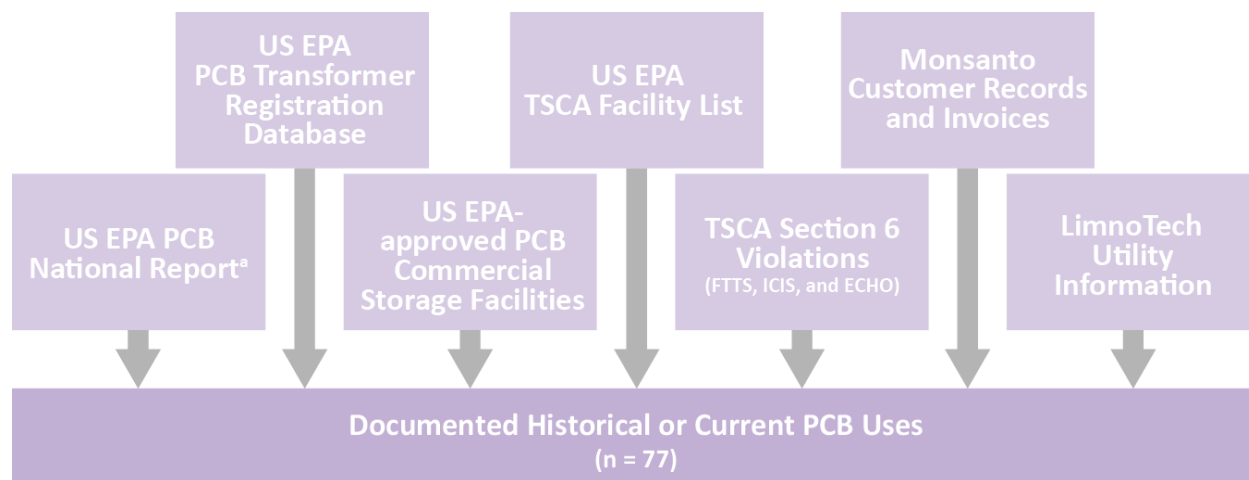 US EPA
PCB Transformer
Registration
Database
US EPA
TSCA Facility List
Monsanto
Customer Records
and Invoices
US EPA PCB
National Reportᵃ
US EPA-
approved PCB
Commercial
Storage Facilities
TSCA Section 6
Violations
(FTTS, ICIS, and ECHO)
LimnoTech
Utility
Information
Documented Historical or Current PCB Uses
(n = 77)